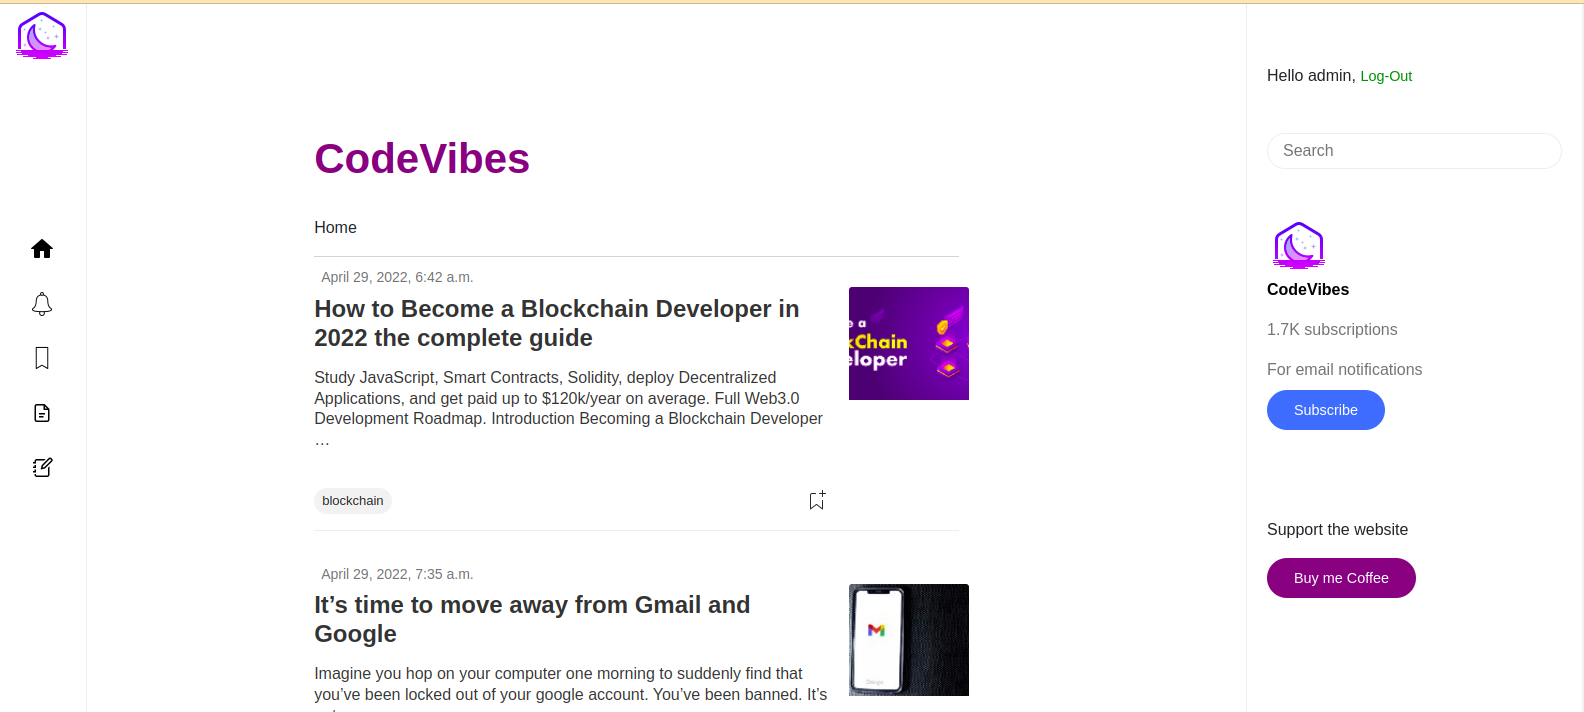 CodeVibes
Home
April 29, 2022, 6:42 a.m.
How to Become a Blockchain Developer in
2022 the complete guide
Study JavaScript, Smart Contracts, Solidity, deploy Decentralized
Applications, and get paid up to $120k/year on average. Full Web3.0
Development Roadmap. Introduction Becoming a Blockchain Developer
…
e a
kChain
eloper
blockchain
April 29, 2022, 7:35 a.m.
It’s time to move away from Gmail and
Google
Imagine you hop on your computer one morning to suddenly find that
you’ve been locked out of your google account. You’ve been banned. It’s
Hello admin, Log-Out
Search
CodeVibes
1.7K subscriptions
For email notifications
Subscribe
Support the website
Buy me Coffee